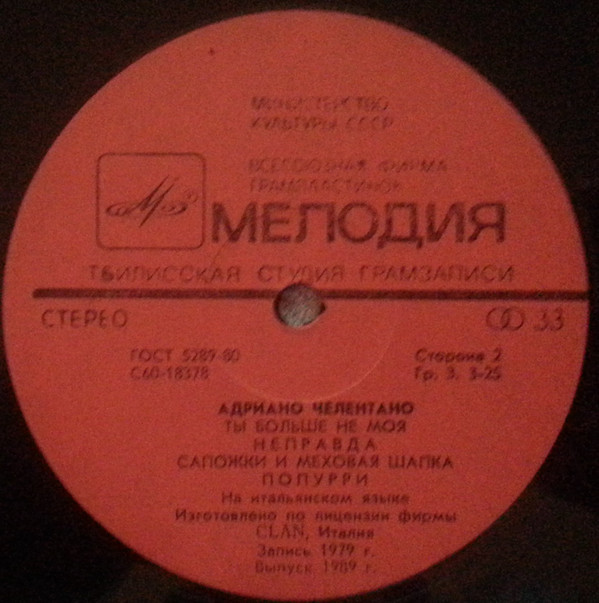 МИНИСТЕРСТВО
КУЛЬТУРЫ СССР
ВСЕСОЮЗНАЯ ФИРМА
ГРАМПЛАСТИНОК
МЕЛОДИЯ
ТБИЛИССКАЯ СТУДИЯ ГРАМЗАПИСИ
СТЕРЕО 33
ГОСТ 5289-80 Сторона 2
С60-18378 Гр. 3. 3-25
АДРИАНО ЧЕЛЕНТАНО
ТЫ БОЛЬШЕ НЕ МОЯ
НЕПРАВДА
САПОЖКИ И МЕХОВАЯ ШАПКА
ПОПУРРИ
На итальянском языке
Изготовлено по лицензии фирмы
CLAN, Италия
Запись 1979 г.
Выпуск 1989 г.